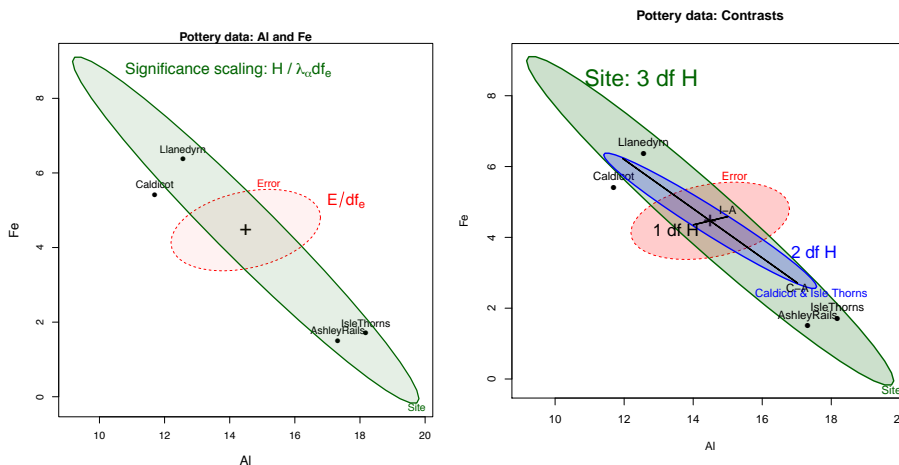 Pottery data: Al and Fe
Significance scaling: H / λα dfe
Llanedyrn
Caldicot
Error
E/dfe
IsleThorns
AshleyRails
Site
Fe
0
2
4
6
8
10
12
14
16
18
20
Al
Pottery data: Contrasts
Site: 3 df H
Llanedyrn
Caldicot
Error
I−A
1 df H
2 df H
C−A
Caldicot & Isle Thorns
IsleThorns
AshleyRails
Site
Fe
0
2
4
6
8
10
12
14
16
18
Al